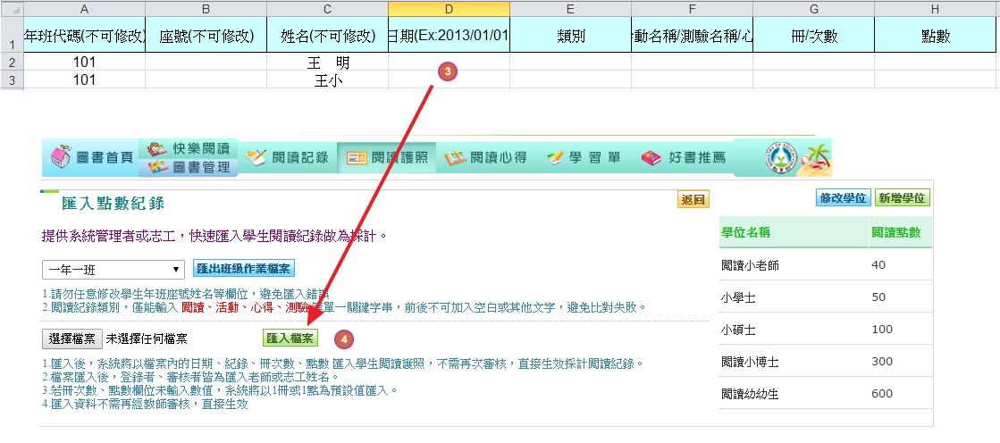 A B C D E F G H
1 年班代碼(不可修改) 座號(不可修改) 姓名(不可修改) 日期(Ex:2013/01/01 類別 動名稱/測驗名稱/心 冊/次數 點數
2 101 王 明
3 101 王小
3
圖書首頁 快樂閱讀 圖書管理 閱讀記錄 閱讀護照 閱讀心得 學習單 好書推薦
匯入點數紀錄 返回 修改學位 新增學位
提供系統管理者或志工，快速匯入學生閱讀紀錄做為採計。
一年一班 匯出班級作業檔案
1.請勿任意修改學生年班座號姓名等欄位，避免匯入錯誤
2.閱讀紀錄類別，僅能輸入 閱讀、活動、心得、測驗 等單一關鍵字串，前後不可加入空白或其他文字，避免比對失敗。
選擇檔案 未選擇任何檔案 匯入檔案 4
1.匯入後，系統將以檔案內的日期、紀錄、冊次數、點數 匯入學生閱讀護照，不需再次審核，直接生效採計閱讀紀錄。
2.檔案匯入後，登錄者、審核者皆為匯入老師或志工姓名。
3.若冊次數、點數欄位未輸入數值，系統將以1冊或1點為預設值匯入。
4.匯入資料不需再經教師審核，直接生效
學位名稱 閱讀點數
閱讀小老師 40
小學士 50
小碩士 100
閱讀小博士 300
閱讀幼幼生 600